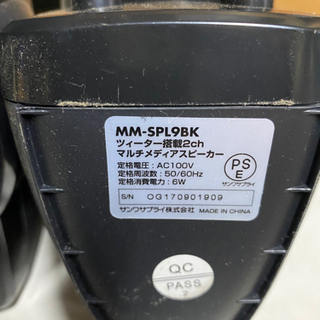 MM-SPL9BK
ツィーター搭載2ch
マルチメディアスピーカー
定格電圧：AC100V
定格周波数：50/60Hz
定格消費電力：6W
PS
E
サンワサプライ
S/N OG170901909
サンワサプライ株式会社 MADE IN CHINA
QC
PASS
2